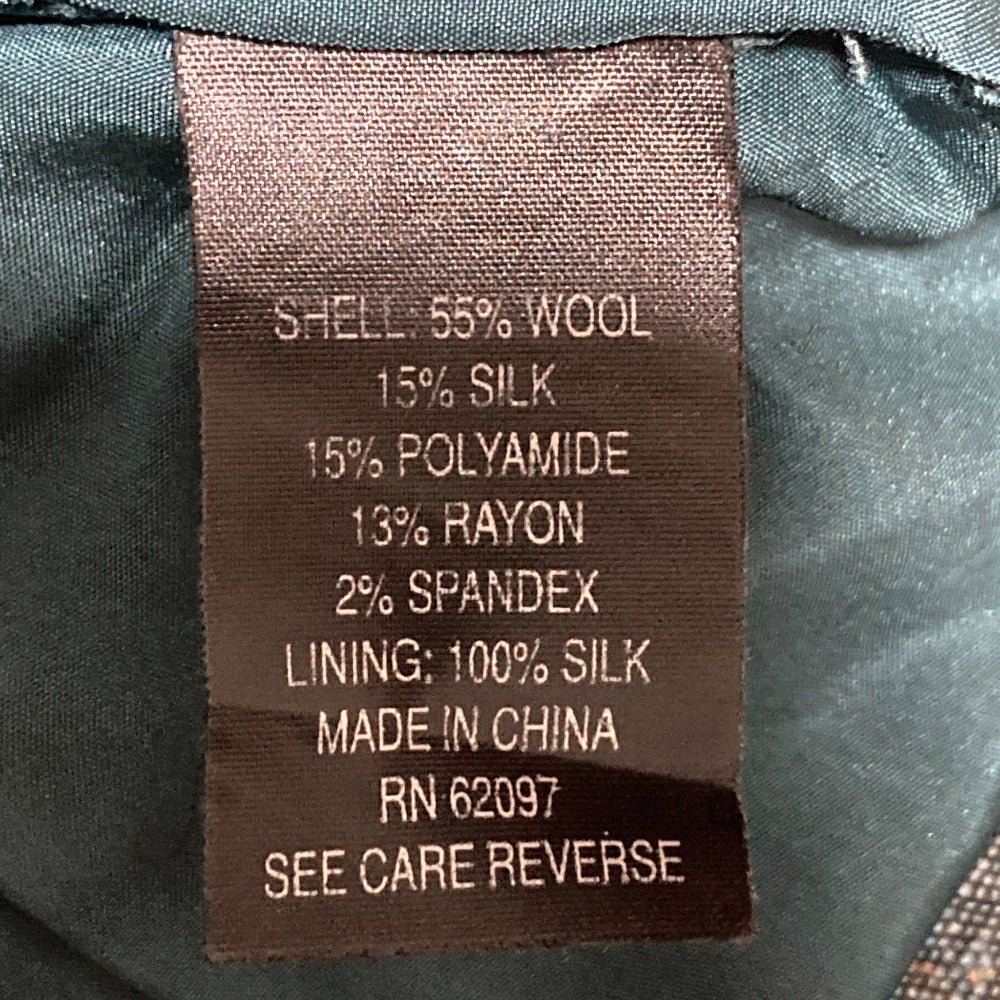 SHELL: 55% WOOL
15% SILK
15% POLYAMIDE
13% RAYON
2% SPANDEX
LINING: 100% SILK
MADE IN CHINA
RN 62097
SEE CARE REVERSE